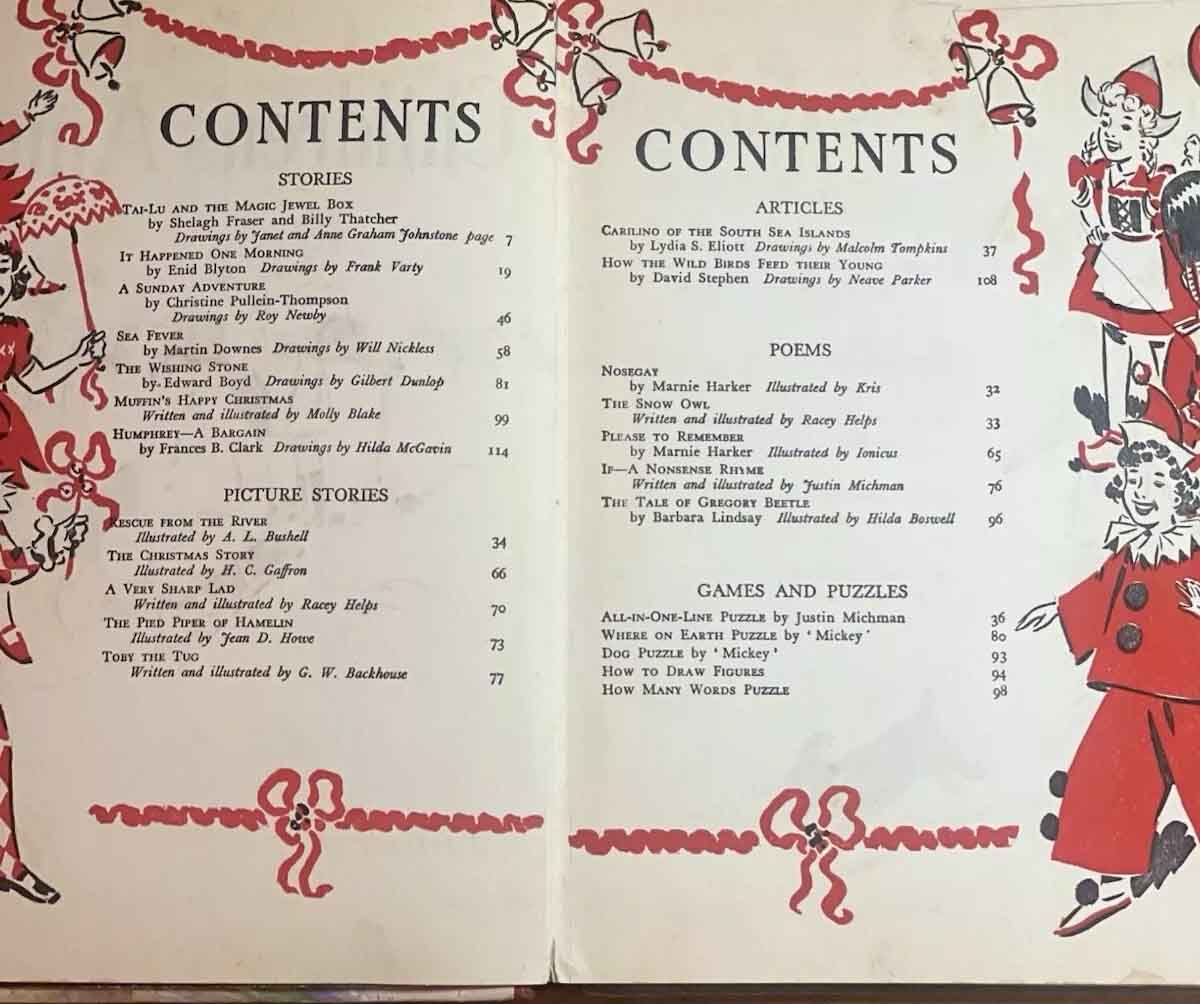 CONTENTS
STORIES
Tai-Lu and the Magic Jewel Box
by Shelagh Fraser and Billy Thatcher
Drawings by Janet and Anne Graham Johnstone page 7
It Happened One Morning
by Enid Blyton Drawings by Frank Varty 19
A Sunday Adventure
by Christine Pullein-Thompson
Drawings by Roy Newby 46
Sea Fever
by Martin Downes Drawings by Will Nickless 58
The Wishing Stone
by Edward Boyd Drawings by Gilbert Dunlop 81
Muffin's Happy Christmas
Written and illustrated by Molly Blake 99
Humphrey—A Bargain
by Frances B. Clark Drawings by Hilda McGavin 114
PICTURE STORIES
Rescue from the River
Illustrated by A. L. Bushell 34
The Christmas Story
Illustrated by H. C. Gaffron 66
A Very Sharp Lad
Written and illustrated by Racey Helps 70
The Pied Piper of Hamelin
Illustrated by Jean D. Howe 73
Toby the Tug
Written and illustrated by G. W. Backhouse 77
CONTENTS
ARTICLES
Carilino of the South Sea Islands
by Lydia S. Eliott Drawings by Malcolm Tompkins 37
How the Wild Birds Feed their Young
by David Stephen Drawings by Neave Parker 108
POEMS
Nosegay
by Marnie Harker Illustrated by Kris 32
The Snow Owl
Written and illustrated by Racey Helps 33
Please to Remember
by Marnie Harker Illustrated by Ionicus 65
If—A Nonsense Rhyme
Written and illustrated by Justin Michman 76
The Tale of Gregory Beetle
by Barbara Lindsay Illustrated by Hilda Boswell 96
GAMES AND PUZZLES
All-in-One-Line Puzzle by Justin Michman 36
Where on Earth Puzzle by 'Mickey' 80
Dog Puzzle by 'Mickey' 93
How to Draw Figures 94
How Many Words Puzzle 98